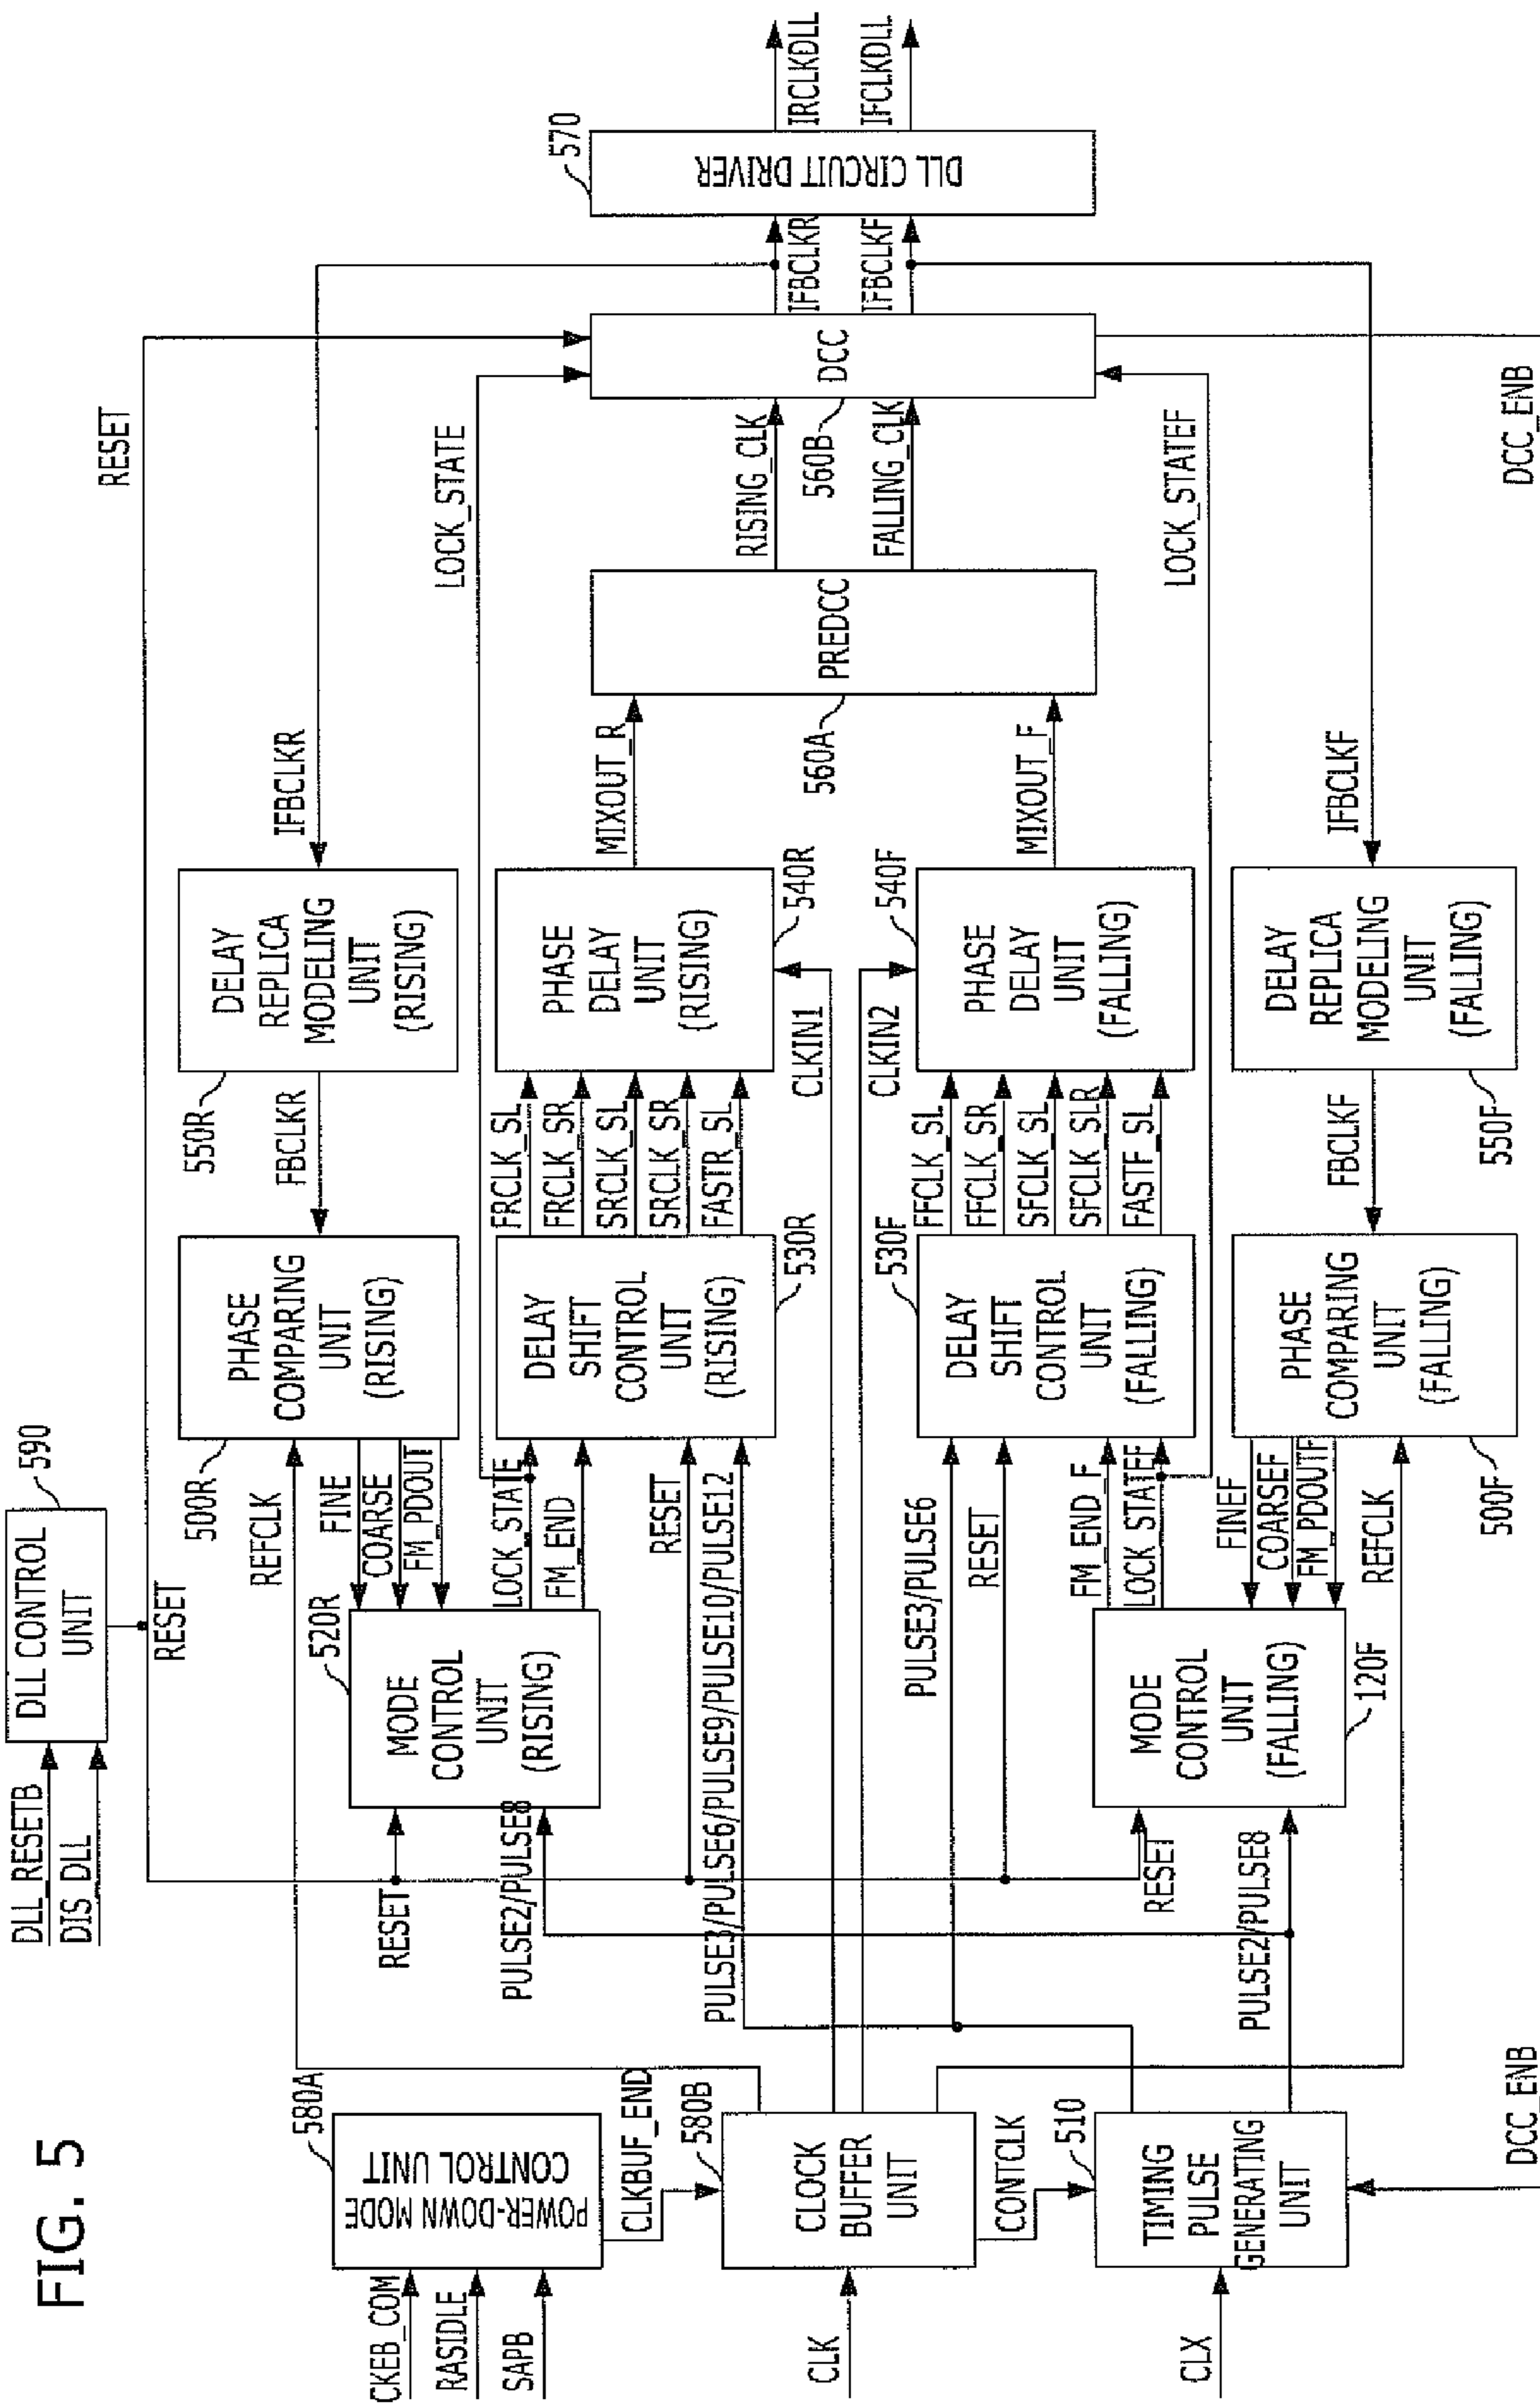 FIG. 5
DLL_RESETB
DIS_DLL
DLL CONTROL
UNIT
590
RESET
RESET
CKEB_COM
RASIDLE
SAPB
POWER-DOWN MODE
CONTROL UNIT
580A
CLKBUF_END
CLK
CLOCK
BUFFER
UNIT
580B
CONTCLK
CLX
TIMING
PULSE
GENERATING
UNIT
510
DCC_ENB
REFCLK
RESET
PULSE2/PULSE8
MODE
CONTROL
UNIT
(RISING)
520R
FINE
COARSE
FM_PDOUT
LOCK_STATE
FM_END
RESET
PULSE3/PULSE6/PULSE9/PULSE10/PULSE12
PHASE
COMPARING
UNIT
(RISING)
500R
FBCLKR
DELAY
REPLICA
MODELING
UNIT
(RISING)
550R
IFBCLKR
DELAY
SHIFT
CONTROL
UNIT
(RISING)
530R
FRCLK_SL
FRCLK_SR
SRCLK_SL
SRCLK_SR
FASTR_SL
PHASE
DELAY
UNIT
(RISING)
540R
CLKIN1
MIXOUT_R
LOCK_STATE
PULSE3/PULSE6
RESET
FM_END_F
LOCK_STATEF
DELAY
SHIFT
CONTROL
UNIT
(FALLING)
530F
FFCLK_SL
FFCLK_SR
SFCLK_SL
SFCLK_SLR
FASTF_SL
CLKIN2
PHASE
DELAY
UNIT
(FALLING)
540F
MIXOUT_F
RESET
PULSE2/PULSE8
MODE
CONTROL
UNIT
(FALLING)
120F
FINEF
COARSEF
FM_PDOUTF
REFCLK
PHASE
COMPARING
UNIT
(FALLING)
500F
FBCLKF
DELAY
REPLICA
MODELING
UNIT
(FALLING)
550F
IFBCLKF
PREDCC
560A
RISING_CLK
560B
FALLING_CLK
LOCK_STATEF
DCC
DCC_ENB
IFBCLKR
IFBCLKF
DLL CIRCUIT DRIVER
570
IRCLKDLL
IFCLKDLL